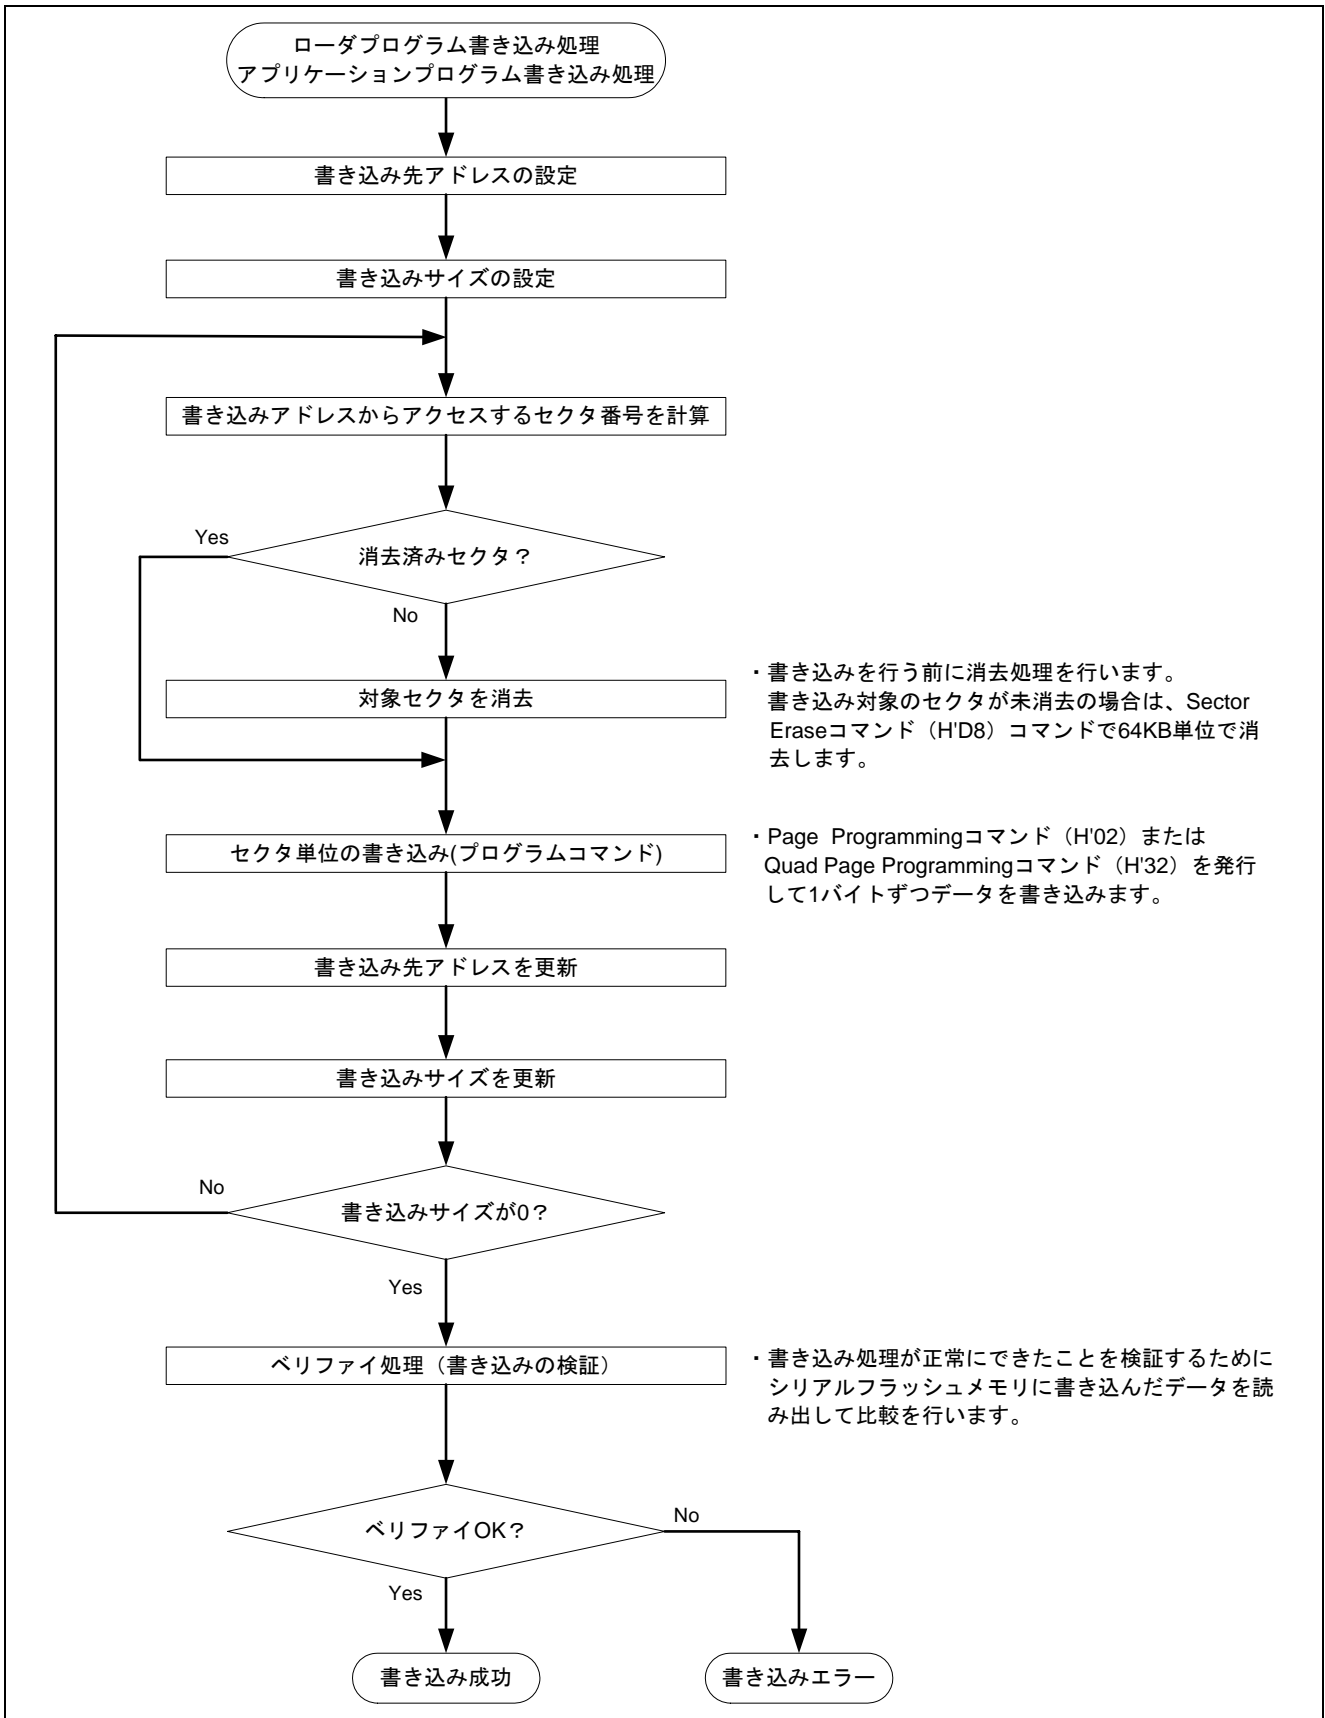 ローダプログラム書き込み処理
アプリケーションプログラム書き込み処理
書き込み先アドレスの設定
書き込みサイズの設定
書き込みアドレスからアクセスするセクタ番号を計算
Yes
消去済みセクタ？
No
対象セクタを消去
・書き込みを行う前に消去処理を行います。
書き込み対象のセクタが未消去の場合は、Sector
Eraseコマンド（H'D8）コマンドで64KB単位で消
去します。
セクタ単位の書き込み(プログラムコマンド)
・Page Programmingコマンド（H'02）または
Quad Page Programmingコマンド（H'32）を発行
して1バイトずつデータを書き込みます。
書き込み先アドレスを更新
書き込みサイズを更新
No
書き込みサイズが0？
Yes
ベリファイ処理（書き込みの検証）
・書き込み処理が正常にできたことを検証するために
シリアルフラッシュメモリに書き込んだデータを読
み出して比較を行います。
ベリファイOK？
No
Yes
書き込み成功
書き込みエラー